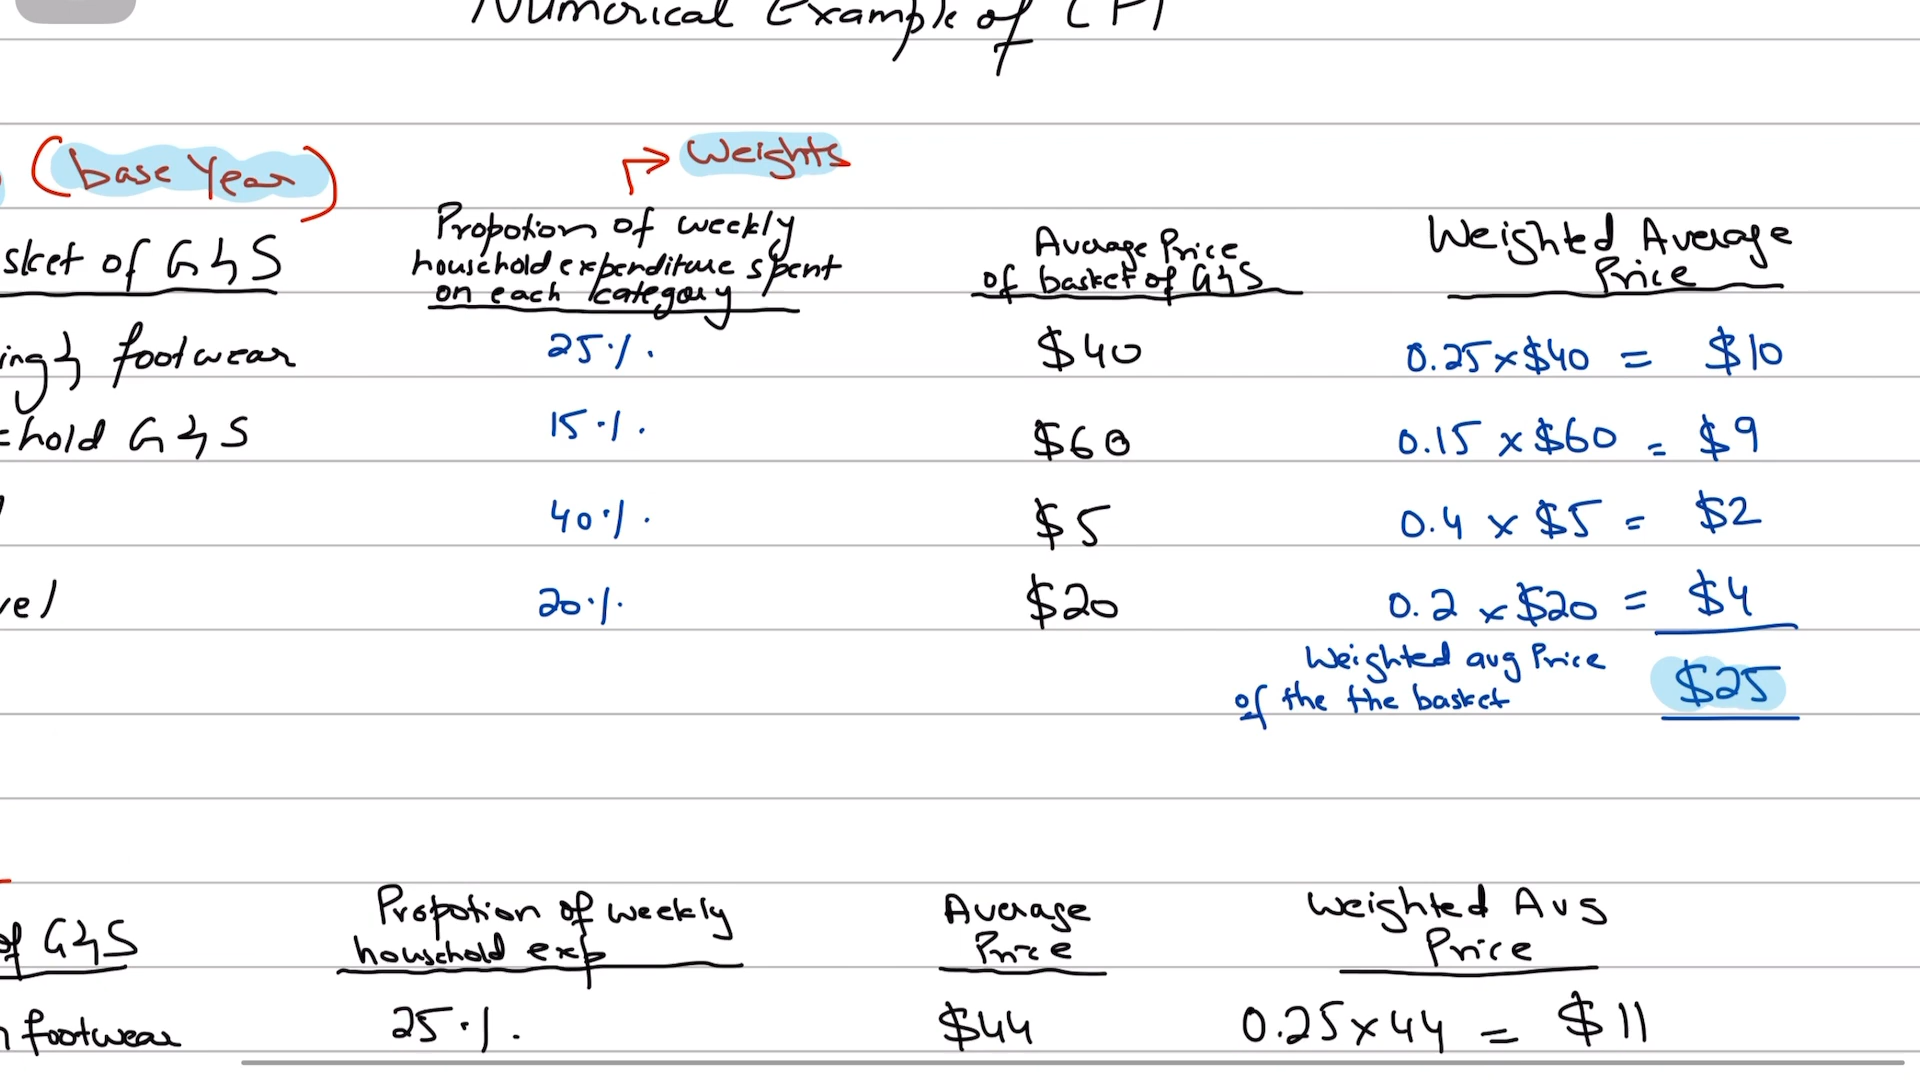 Numerical Example of CPI
(base Year)
→ Weights
sket of G & S
Propotion of weekly
household expenditure spent
on each category
Average Price
of basket of G&S
Weighted Average
Price
ing & footwear 25% $40 0.25 x $40 = $10
ehold G & S 15% $60 0.15 x $60 = $9
40% $5 0.4 x $5 = $2
vel 20% $20 0.2 x $20 = $4
Weighted avg Price
of the the basket $25
of G&S
Propotion of weekly
household exp
Average
Price
Weighted Avg
Price
footwear 25% $44 0.25 x 44 = $11